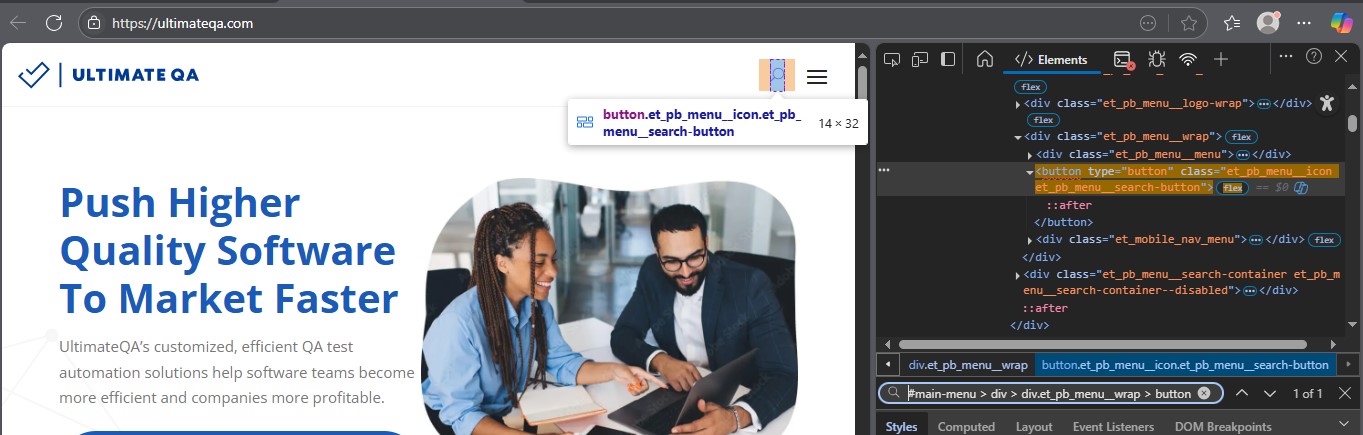 https://ultimateqa.com
ULTIMATE QA
button.et_pb_menu__icon.et_pb_
menu__search-button
14 × 32
Push Higher
Quality Software
To Market Faster
UltimateQA's customized, efficient QA test
automation solutions help software teams become
more efficient and companies more profitable.
Elements
flex
<div class="et_pb_menu__logo-wrap"></div>
flex
<div class="et_pb_menu__wrap"> flex
<div class="et_pb_menu__menu"></div>
<button type="button" class="et_pb_menu__icon
et_pb_menu__search-button"> flex == $0
::after
</button>
<div class="et_mobile_nav_menu"></div> flex
</div>
<div class="et_pb_menu__search-container et_pb_m
enu__search-container--disabled"></div>
::after
</div>
div.et_pb_menu__wrap button.et_pb_menu__icon.et_pb_menu__search-button
#main-menu > div > div.et_pb_menu__wrap > button
1 of 1
Styles Computed Layout Event Listeners DOM Breakpoints